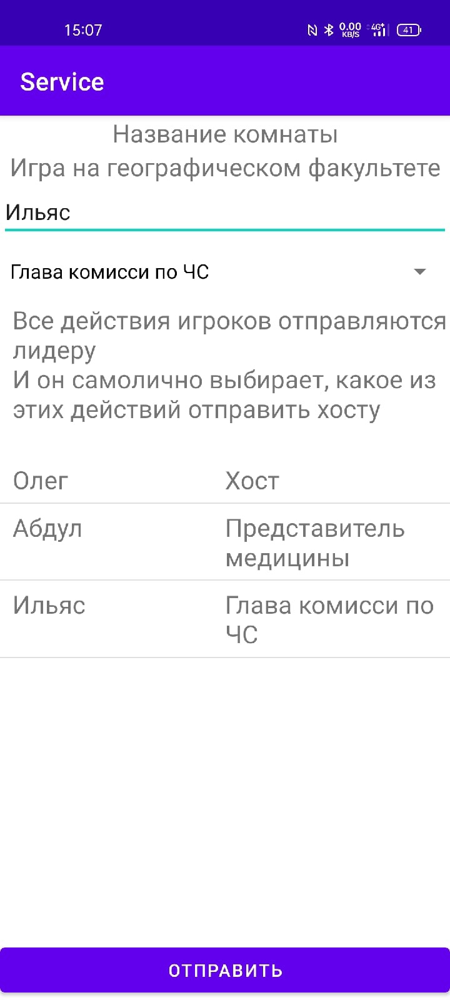 15:07
0.00
KB/S
4G+
41
Service
Название комнаты
Игра на географическом факультете
Ильяс
Глава комисси по ЧС
Все действия игроков отправляются
лидеру
И он самолично выбирает, какое из
этих действий отправить хосту
Олег Хост
Абдул Представитель
медицины
Ильяс Глава комисси по
ЧС
ОТПРАВИТЬ